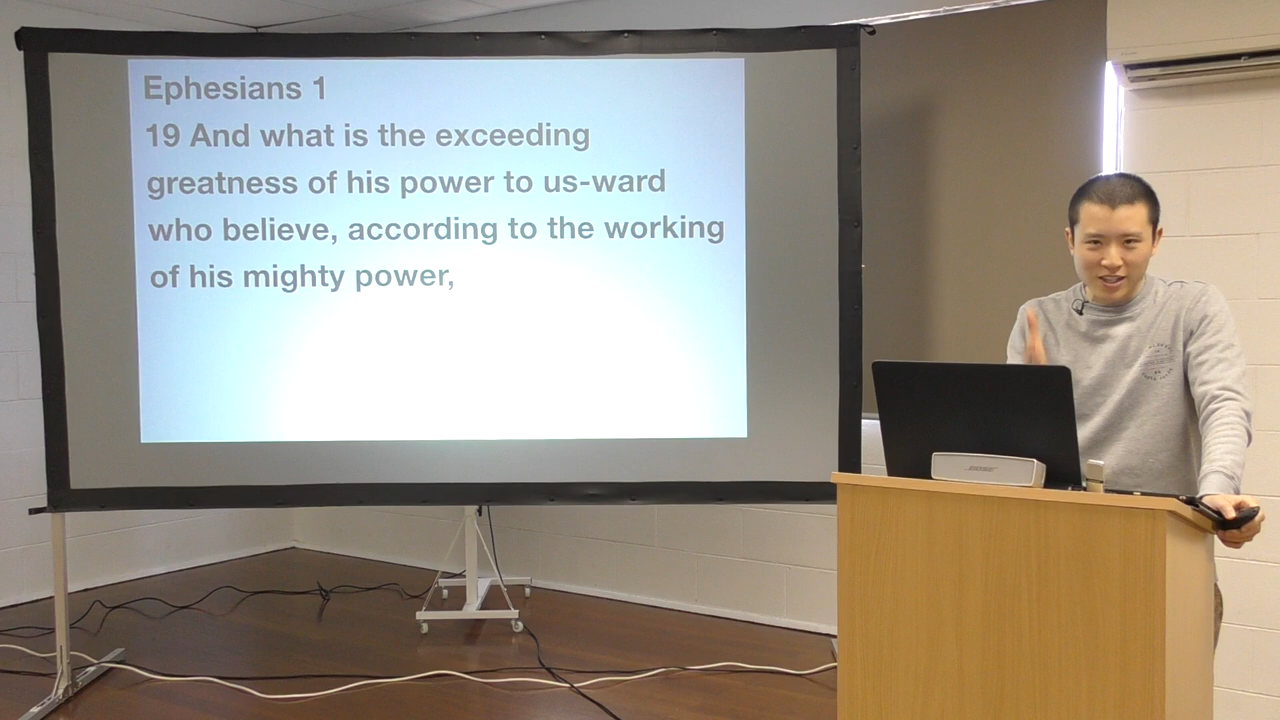 Ephesians 1
19 And what is the exceeding
greatness of his power to us-ward
who believe, according to the working
of his mighty power,